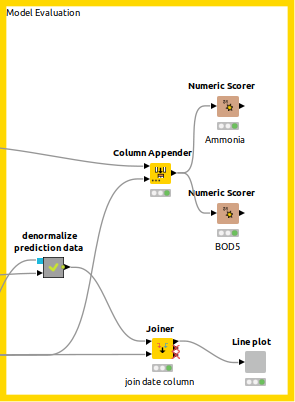 Model Evaluation
Numeric Scorer
Ammonia
Column Appender
Numeric Scorer
BOD5
denormalize
prediction data
Joiner
join date column
Line plot